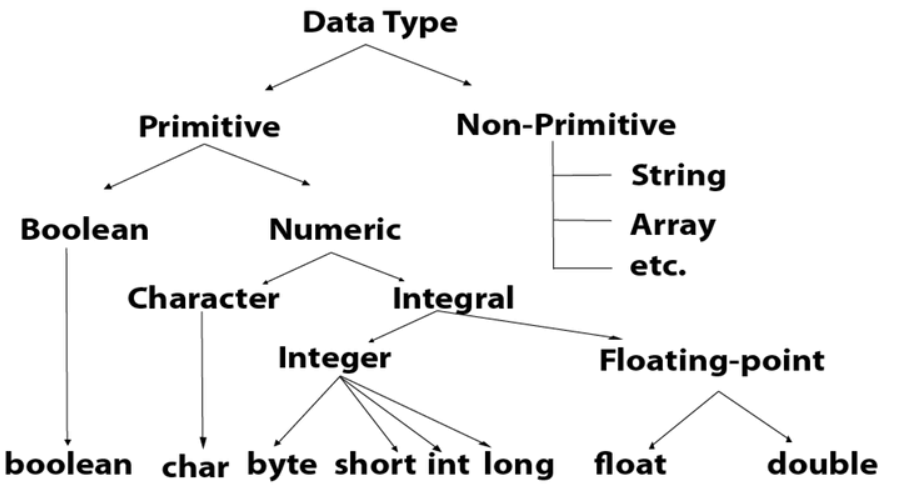 Data Type
Primitive
Non-Primitive
String
Array
etc.
Boolean
Numeric
Character
Integral
Integer
Floating-point
boolean
char
byte
short
int
long
float
double